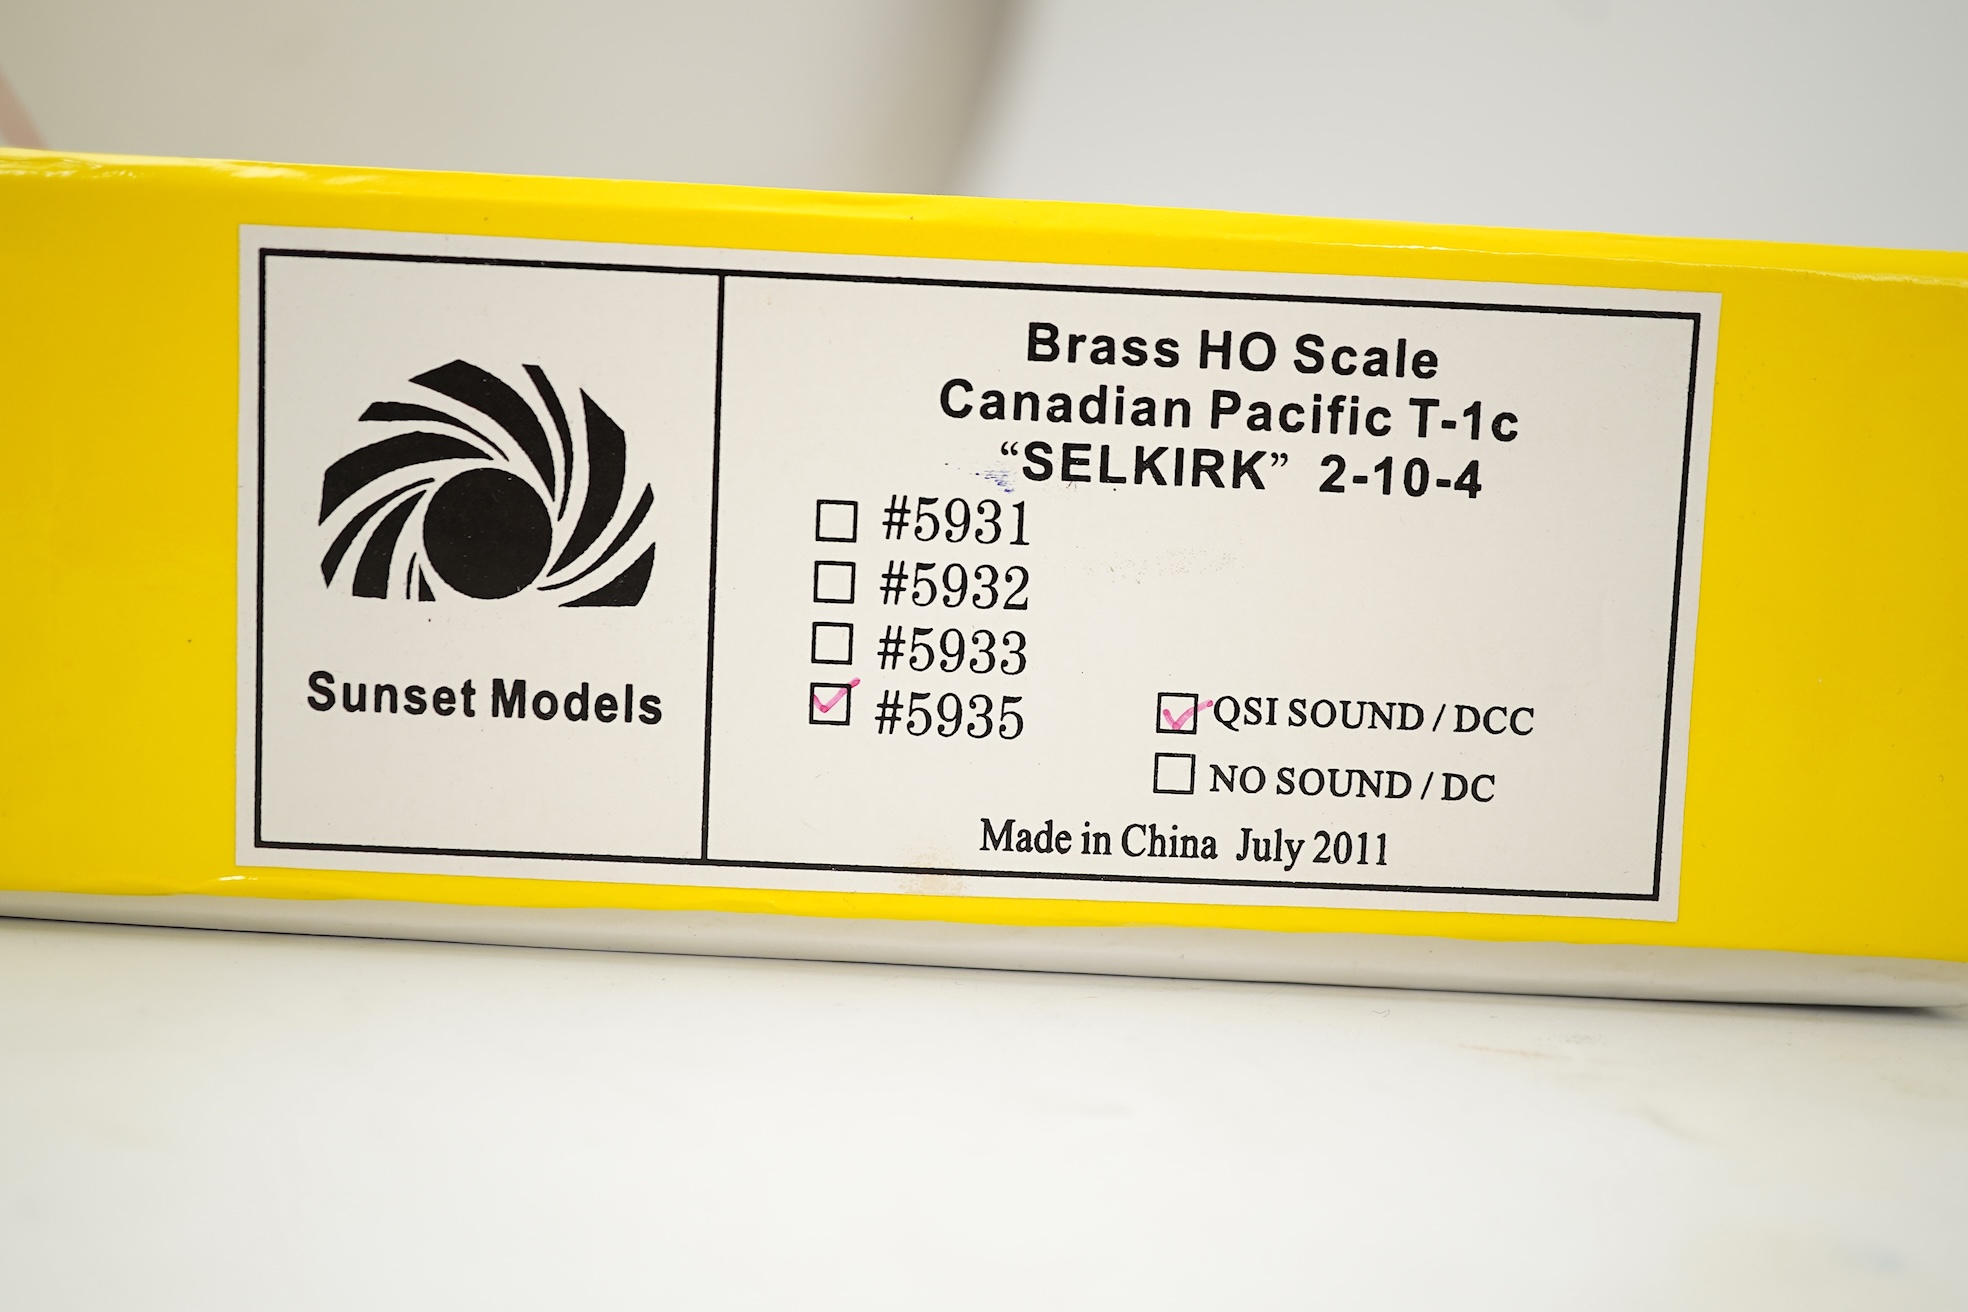 Sunset Models
Brass HO Scale
Canadian Pacific T-1c
“SELKIRK” 2-10-4
#5931
#5932
#5933
#5935
QSI SOUND / DCC
NO SOUND / DC
Made in China July 2011